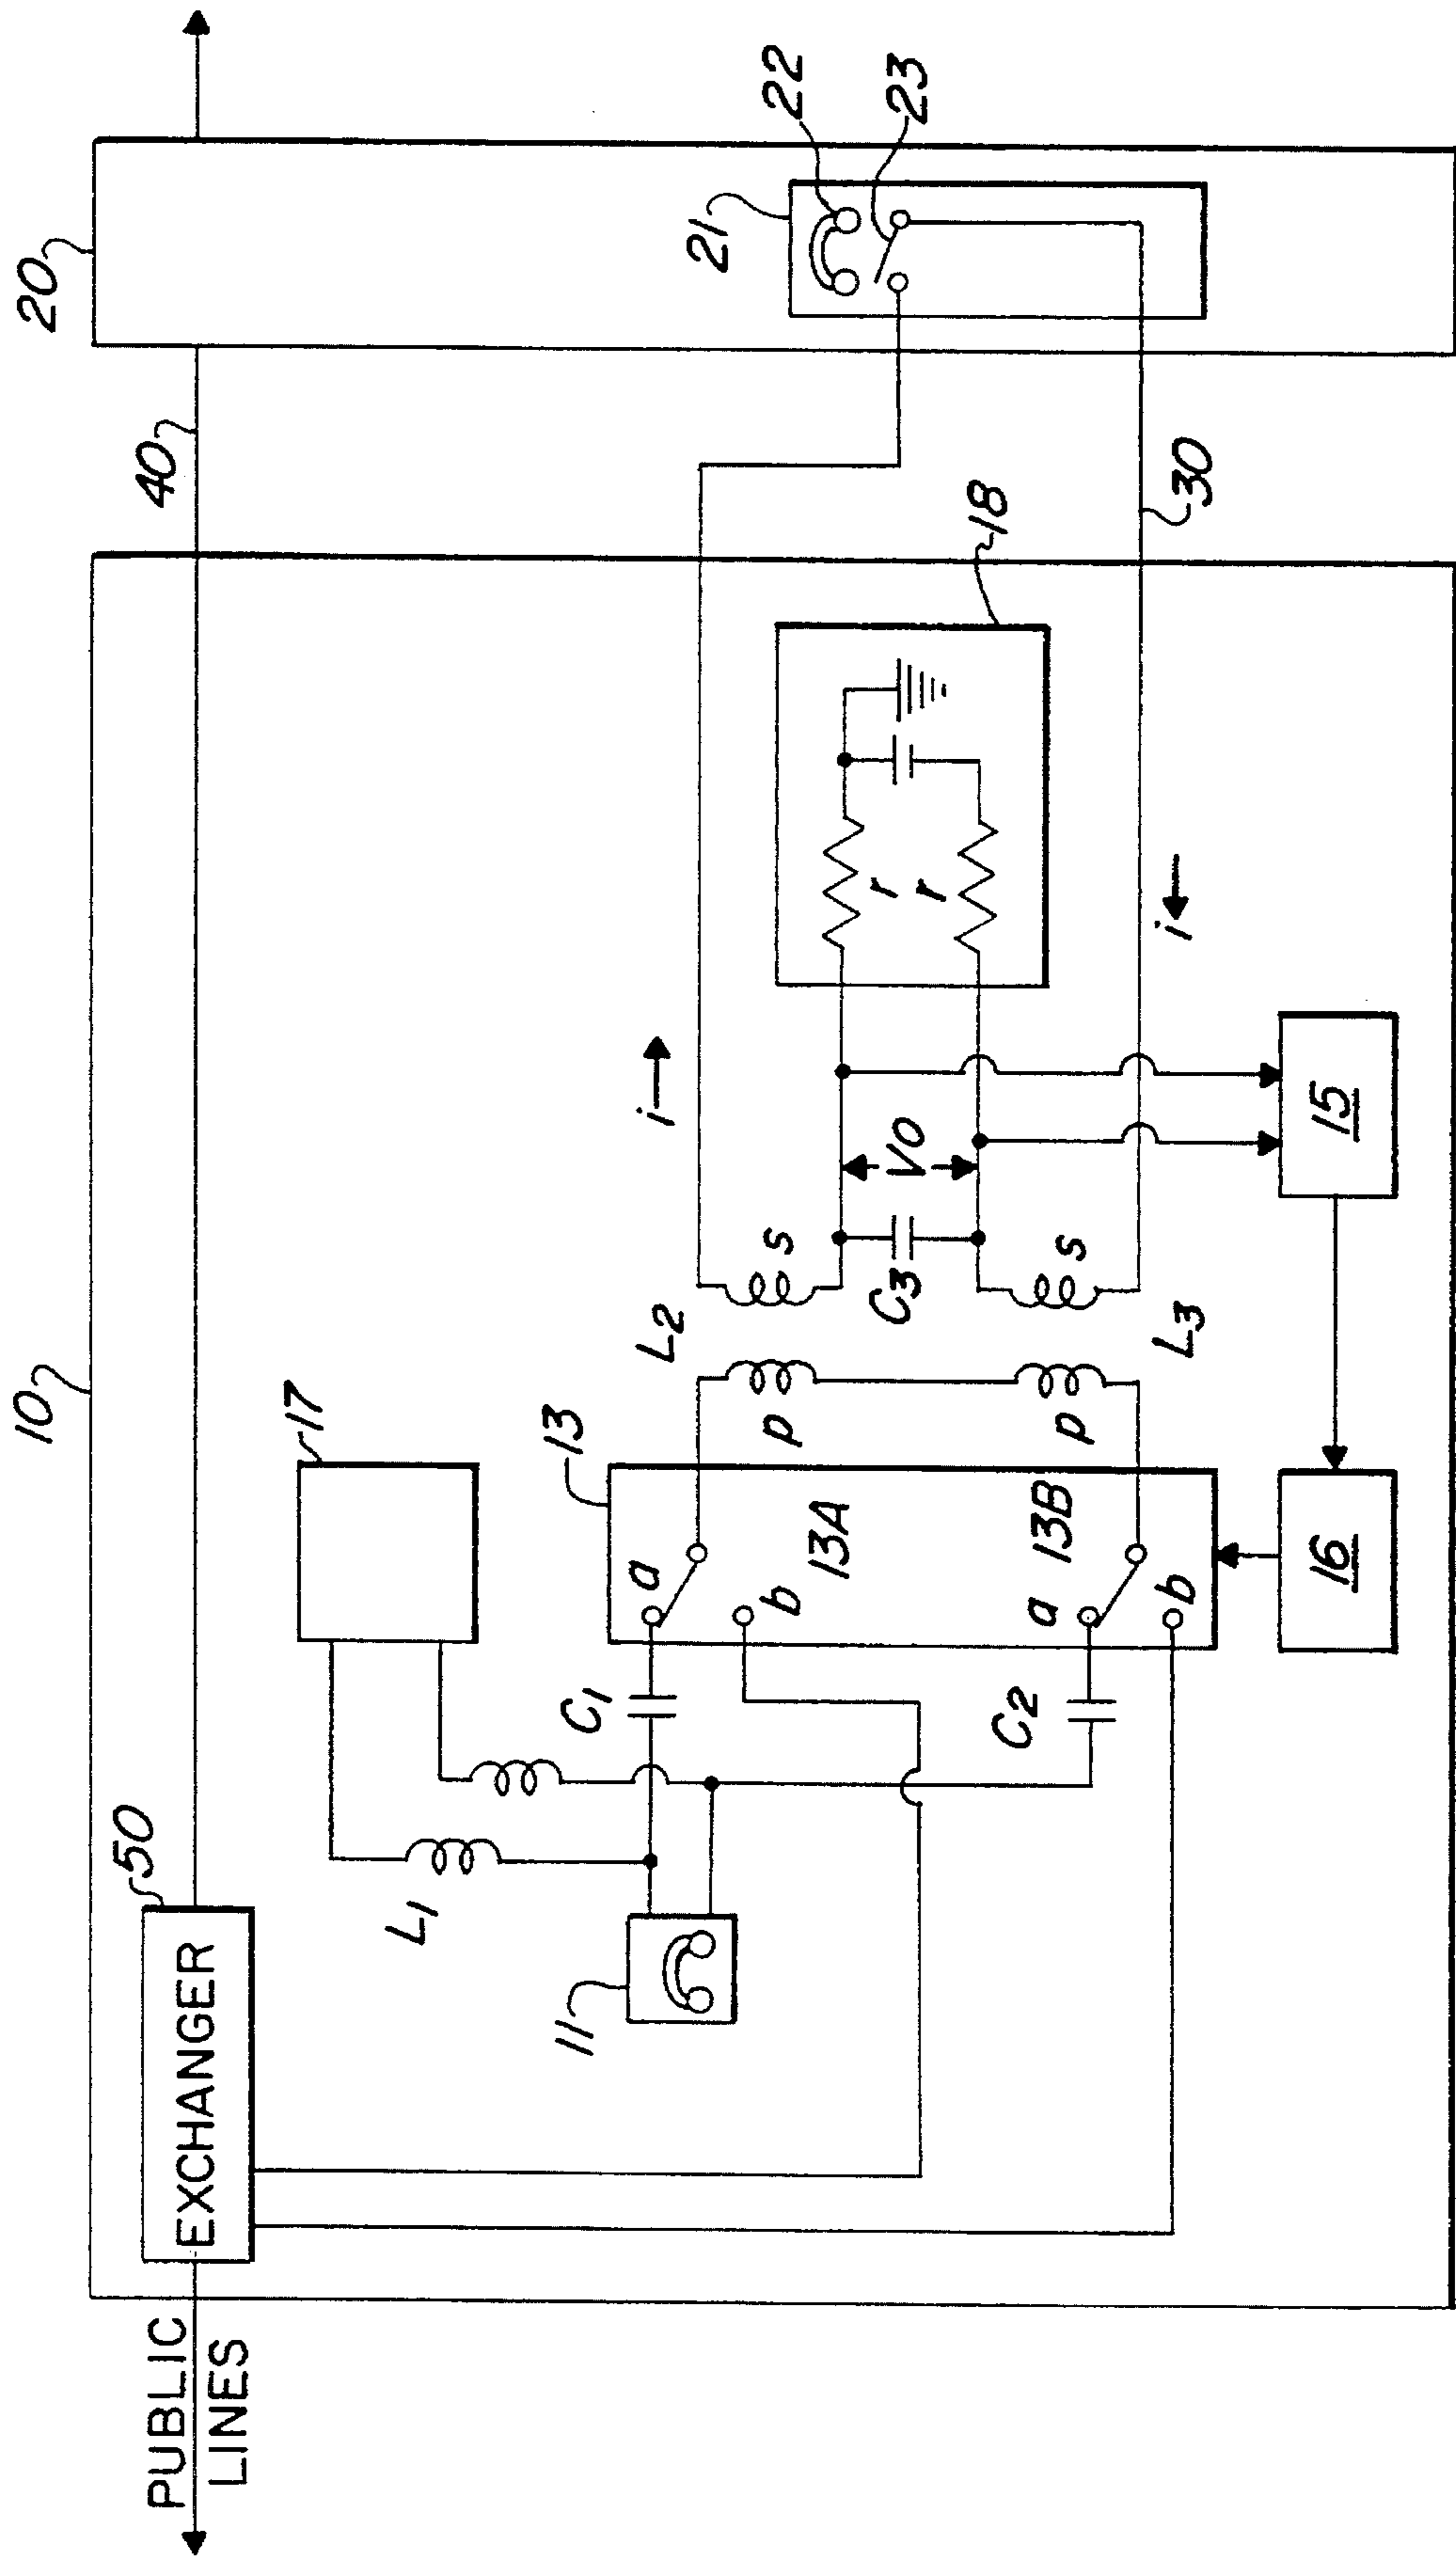 PUBLIC
LINES
EXCHANGER
50
10
40
20
17
L1
11
C1
13
a
b
13A
C2
a
13B
b
16
p
p
L2
L3
s
s
C3
VO
i
i
15
r
r
18
30
21
22
23